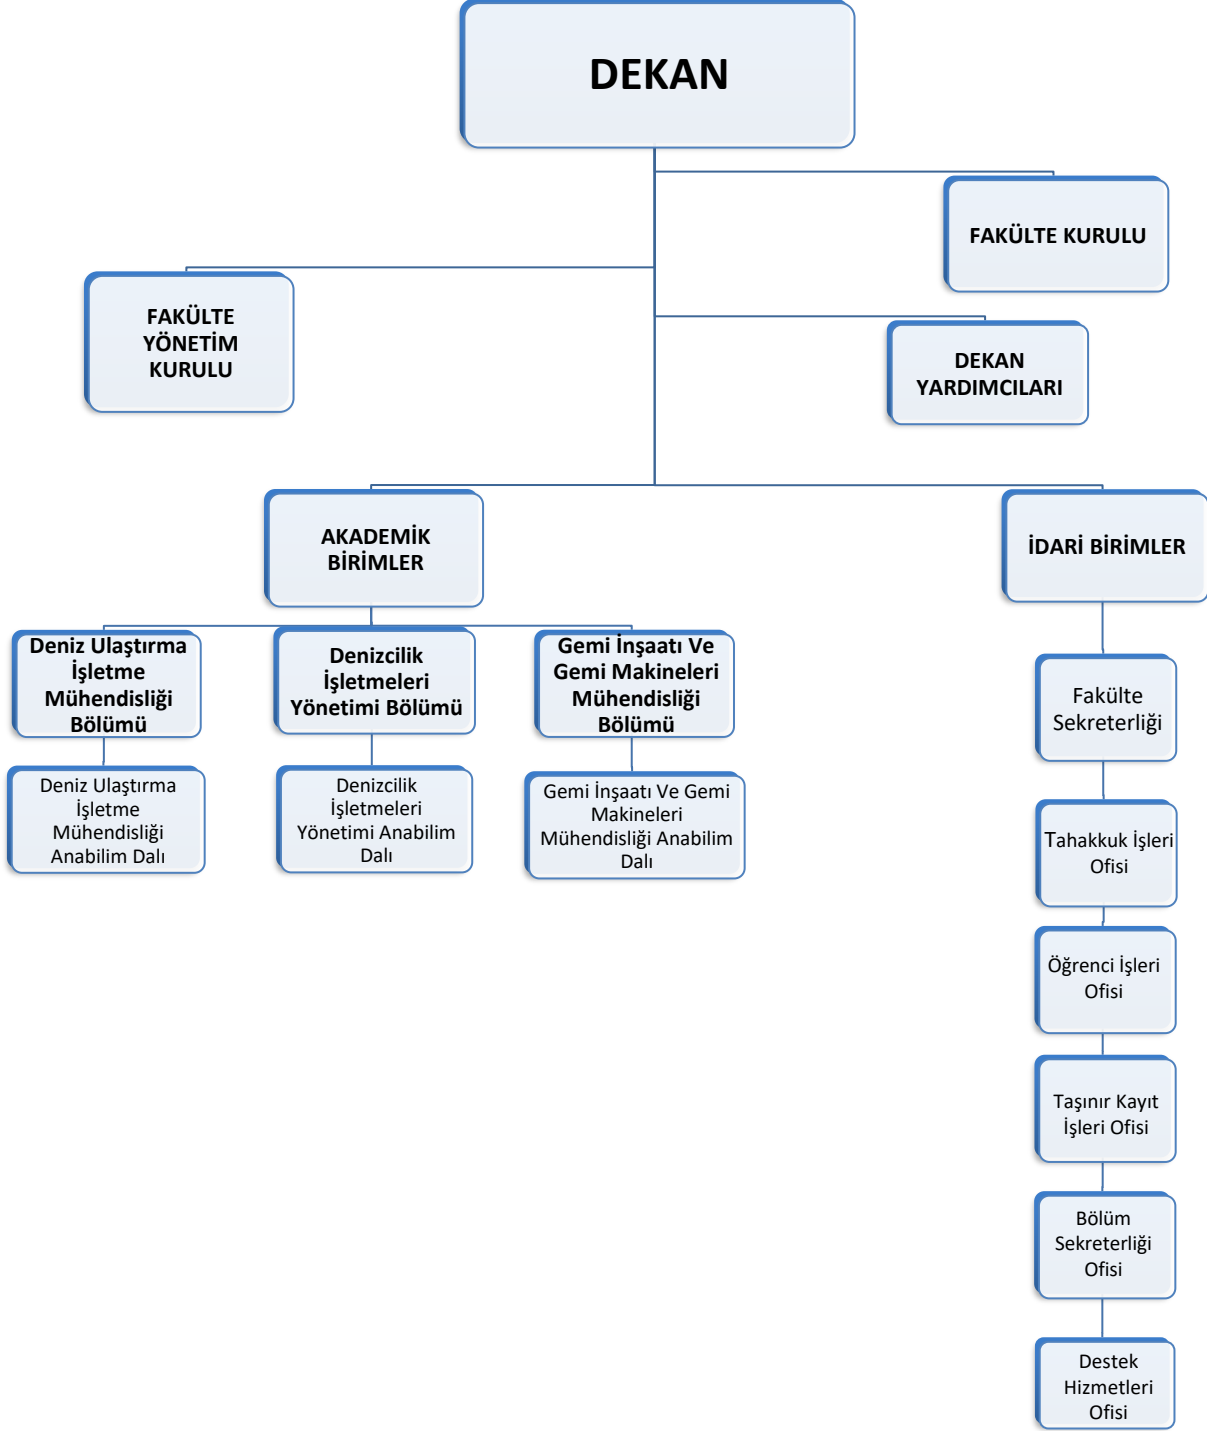 DEKAN
FAKÜLTE KURULU
FAKÜLTE
YÖNETİM
KURULU
DEKAN
YARDIMCILARI
AKADEMİK
BİRİMLER
İDARİ BİRİMLER
Deniz Ulaştırma
İşletme
Mühendisliği
Bölümü
Denizcilik
İşletmeleri
Yönetimi Bölümü
Gemi İnşaatı Ve
Gemi Makineleri
Mühendisliği
Bölümü
Deniz Ulaştırma
İşletme
Mühendisliği
Anabilim Dalı
Denizcilik
İşletmeleri
Yönetimi Anabilim
Dalı
Gemi İnşaatı Ve Gemi
Makineleri
Mühendisliği Anabilim
Dalı
Fakülte
Sekreterliği
Tahakkuk İşleri
Ofisi
Öğrenci İşleri
Ofisi
Taşınır Kayıt
İşleri Ofisi
Bölüm
Sekreterliği
Ofisi
Destek
Hizmetleri
Ofisi